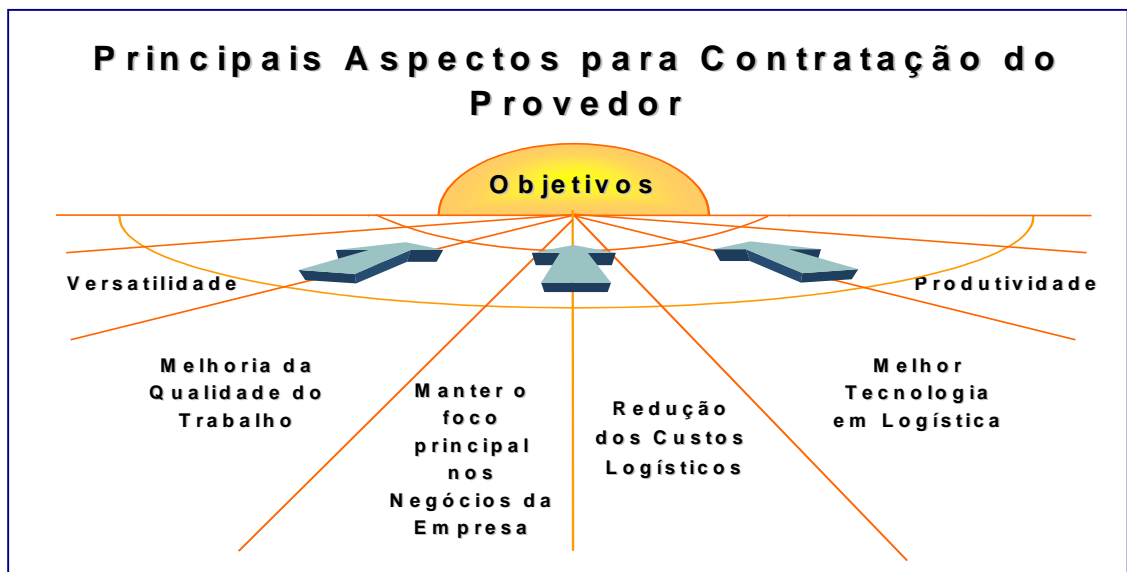 Principais Aspectos para Contratação do
Provedor
Objetivos
Versatilidade
Produtividade
Melhoria da
Qualidade do
Trabalho
Manter o
foco
principal
nos
Negócios da
Empresa
Redução
dos Custos
Logísticos
Melhor
Tecnologia
em Logística